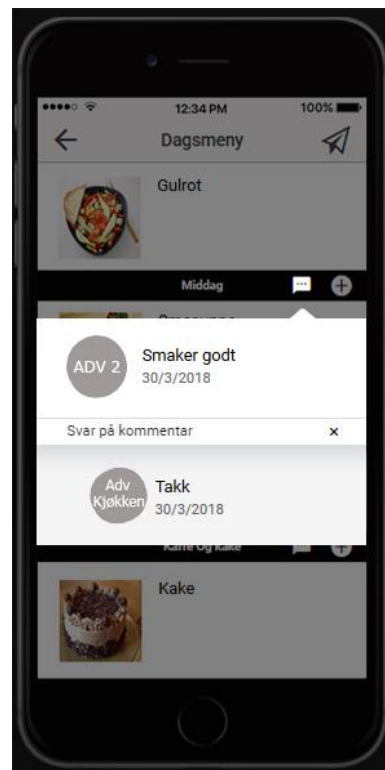 12:34 PM
100%
Dagsmeny
Gulrot
Middag
ADV 2
Smaker godt
30/3/2018
Svar på kommentar
×
Adv
Kjøkken
Takk
30/3/2018
Kaffe Og kake
Kake